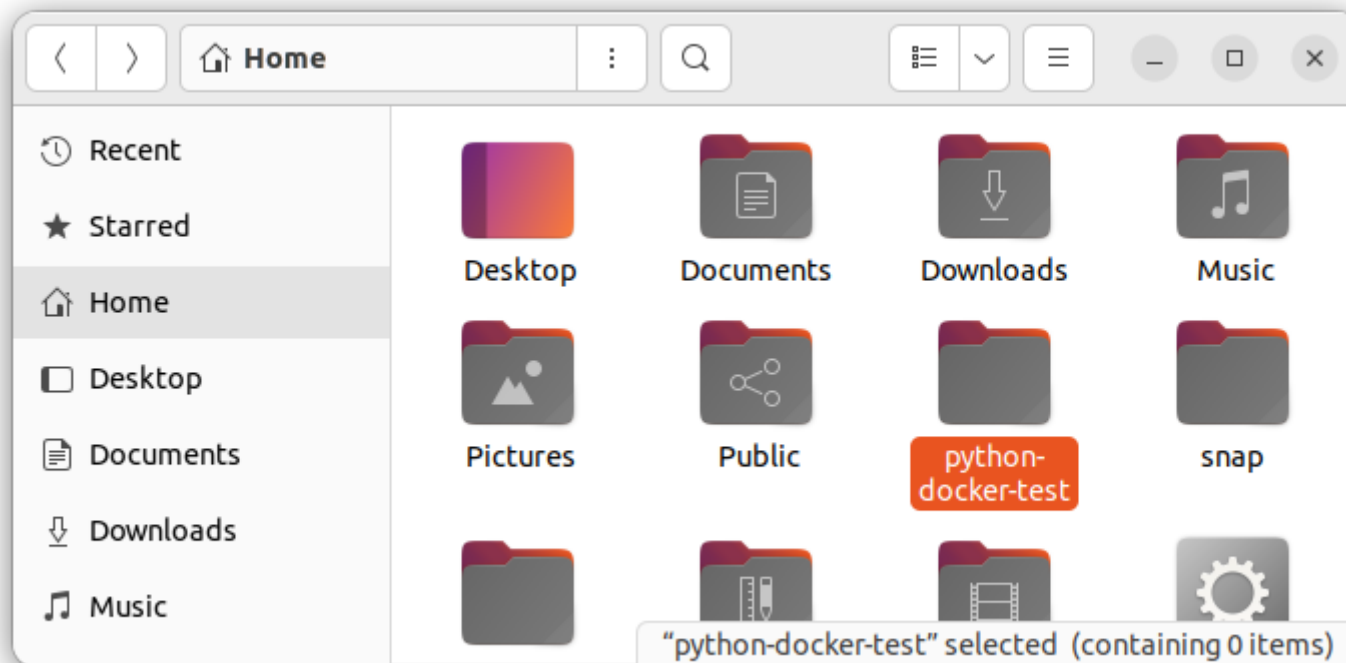 Home
Recent
Starred
Home
Desktop
Documents
Downloads
Music
Desktop
Documents
Downloads
Music
Pictures
Public
python-
docker-test
snap
“python-docker-test” selected (containing 0 items)